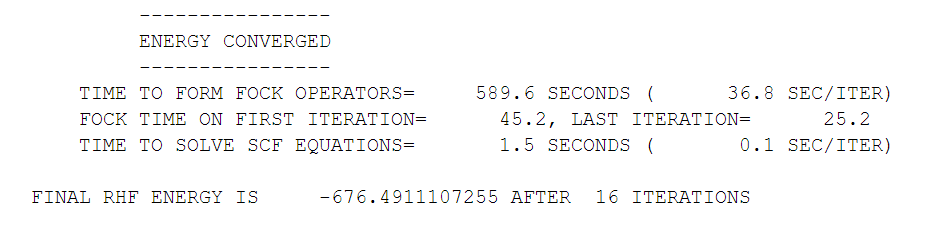 ----------------
ENERGY CONVERGED
----------------
TIME TO FORM FOCK OPERATORS=     589.6 SECONDS (      36.8 SEC/ITER)
FOCK TIME ON FIRST ITERATION=      45.2, LAST ITERATION=      25.2
TIME TO SOLVE SCF EQUATIONS=       1.5 SECONDS (       0.1 SEC/ITER)
FINAL RHF ENERGY IS     -676.4911107255 AFTER  16 ITERATIONS